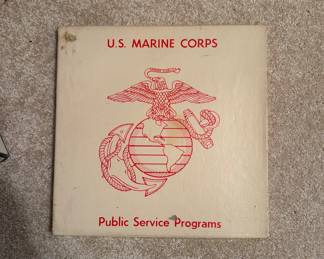 U.S. MARINE CORPS
Public Service Programs